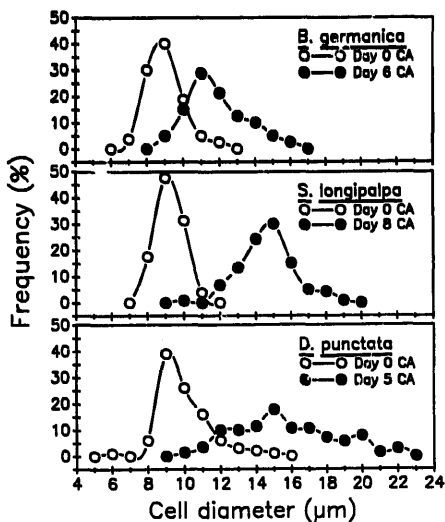 Frequency (%)
50
40
30
20
10
0
B. germanica
Day 0 CA
Day 6 CA
50
40
30
20
10
0
S. longipalpa
Day 0 CA
Day 8 CA
50
40
30
20
10
0
D. punctata
Day 0 CA
Day 5 CA
4 6 8 10 12 14 16 18 20 22 24
Cell diameter (μm)